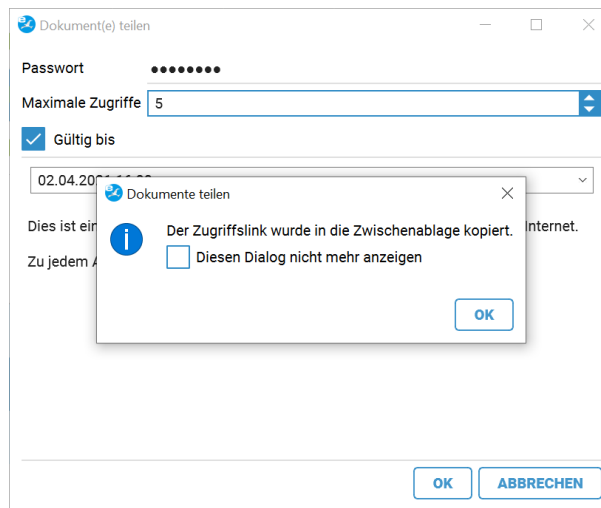 Dokument(e) teilen
Passwort
Maximale Zugriffe 5
Gültig bis
Dokumente teilen
Dies ist ein Internet.
Der Zugriffslink wurde in die Zwischenablage kopiert.
Diesen Dialog nicht mehr anzeigen
Zu jedem
OK
OK ABBRECHEN